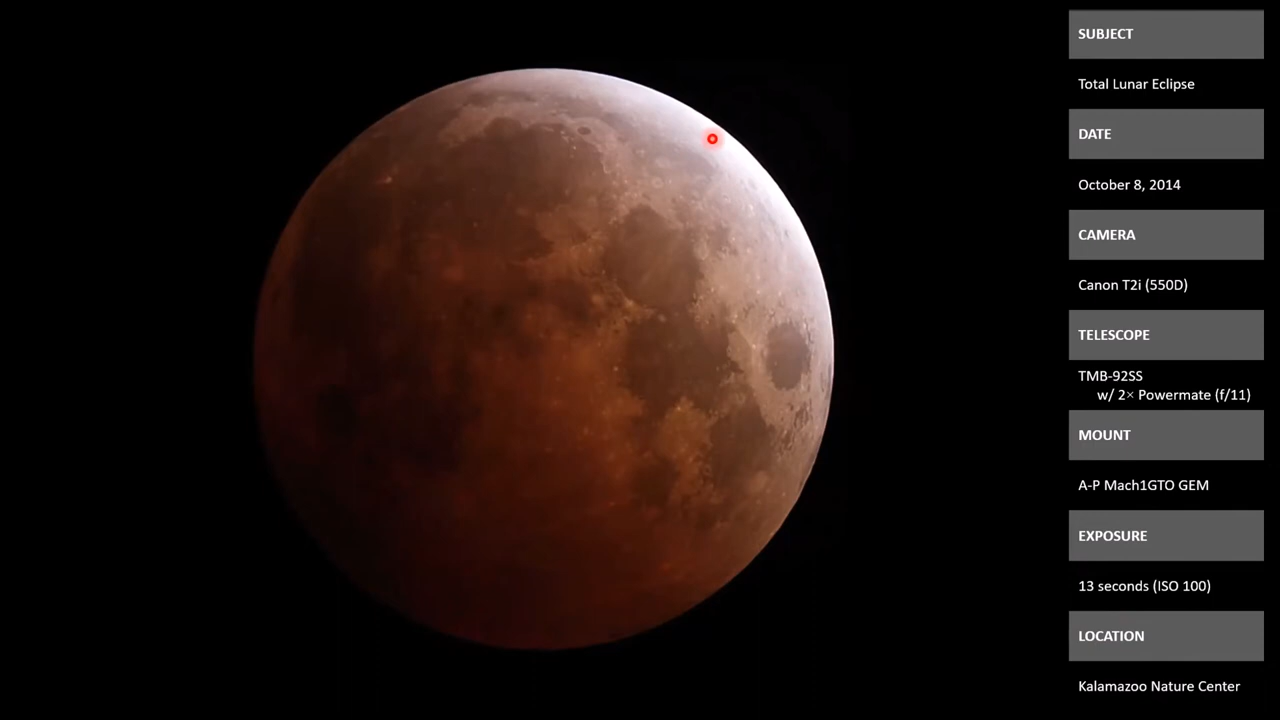 SUBJECT
Total Lunar Eclipse
DATE
October 8, 2014
CAMERA
Canon T2i (550D)
TELESCOPE
TMB-92SS
w/ 2× Powermate (f/11)
MOUNT
A-P Mach1GTO GEM
EXPOSURE
13 seconds (ISO 100)
LOCATION
Kalamazoo Nature Center